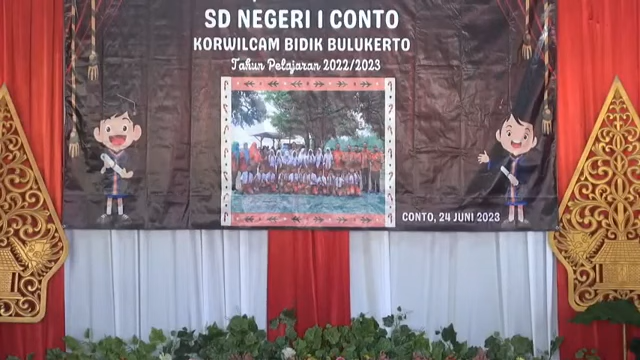 SD NEGERI I CONTO
KORWILCAM BIDIK BULUKERTO
Tahun Pelajaran 2022/2023
CONTO, 24 JUNI 2023